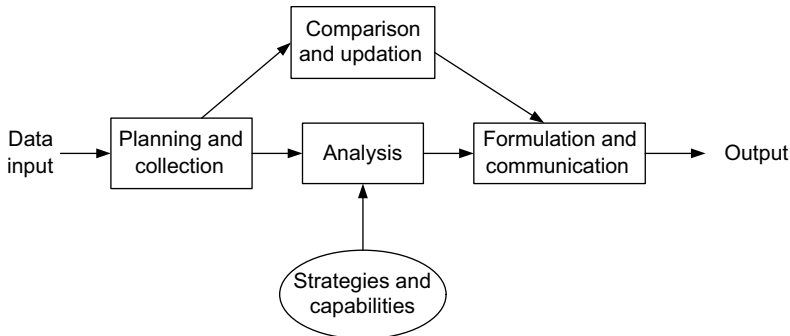 Comparison
and updation
Data
input
Planning and
collection
Analysis
Formulation and
communication
Output
Strategies and
capabilities